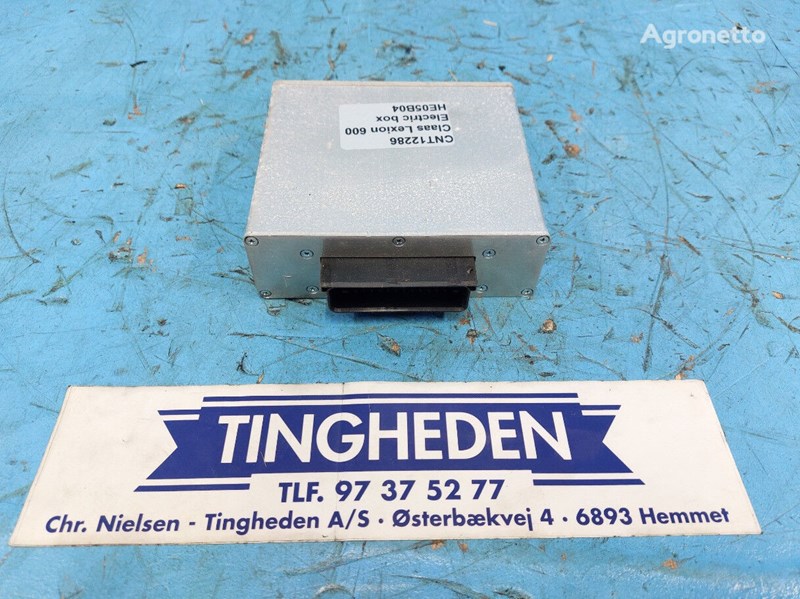 Agronetto
CNT12286
Claas Lexion 600
Electric box
HE05B04
TINGHEDEN
TLF. 97 37 52 77
Chr. Nielsen - Tingheden A/S · Østerbækvej 4 · 6893 Hemmet